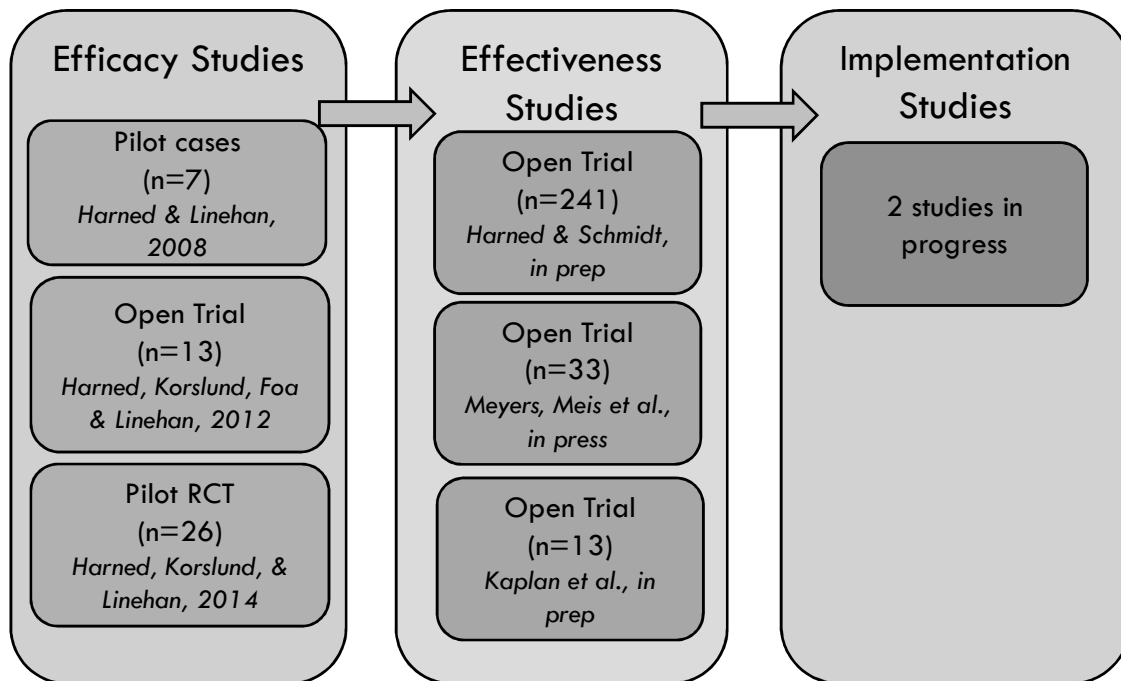 Efficacy Studies
Pilot cases
(n=7)
Harned & Linehan,
2008
Open Trial
(n=13)
Harned, Korslund, Foa
& Linehan, 2012
Pilot RCT
(n=26)
Harned, Korslund, &
Linehan, 2014
Effectiveness
Studies
Open Trial
(n=241)
Harned & Schmidt,
in prep
Open Trial
(n=33)
Meyers, Meis et al.,
in press
Open Trial
(n=13)
Kaplan et al., in
prep
Implementation
Studies
2 studies in
progress